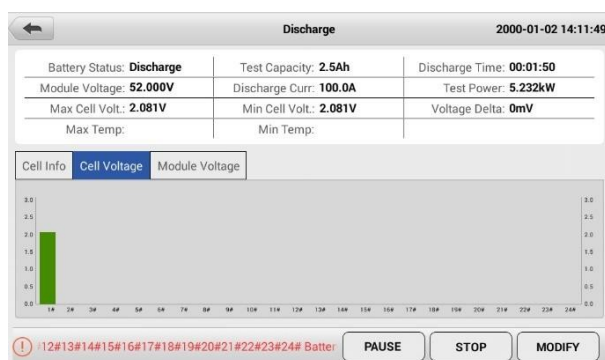 Discharge
2000-01-02 14:11:49
Battery Status: Discharge
Test Capacity: 2.5Ah
Discharge Time: 00:01:50
Module Voltage: 52.000V
Discharge Curr: 100.0A
Test Power: 5.232kW
Max Cell Volt.: 2.081V
Min Cell Volt.: 2.081V
Voltage Delta: 0mV
Max Temp:
Min Temp:
Cell Info
Cell Voltage
Module Voltage
3.0
2.5
2.0
1.5
1.0
0.5
0.0
3.0
2.5
2.0
1.5
1.0
0.5
0.0
1# 2# 3# 4# 5# 6# 7# 8# 9# 10# 11# 12# 13# 14# 15# 16# 17# 18# 19# 20# 21# 22# 23# 24#
12#13#14#15#16#17#18#19#20#21#22#23#24# Batter
PAUSE
STOP
MODIFY